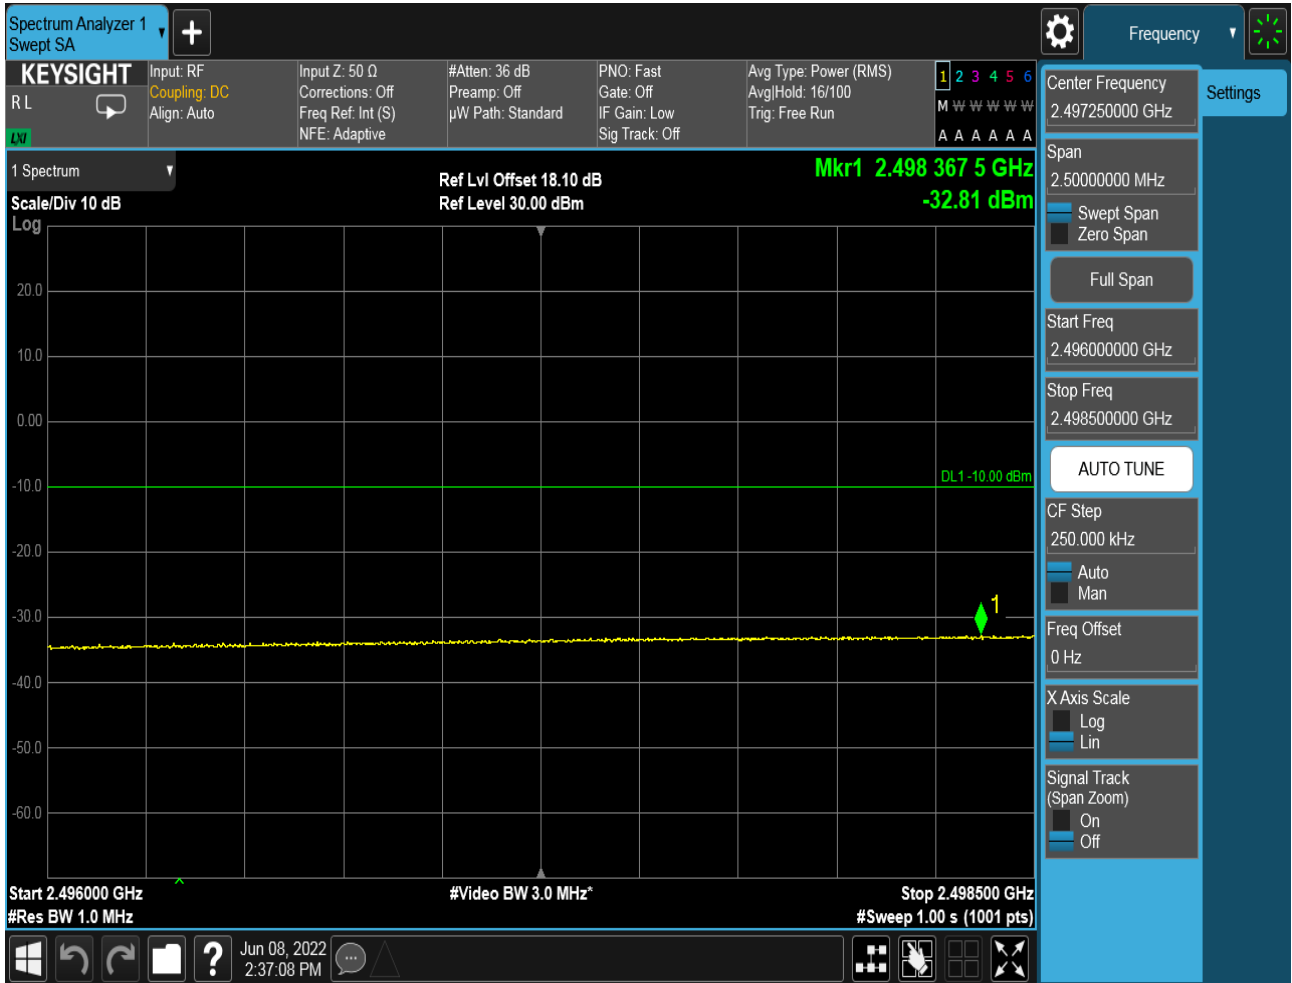 Spectrum Analyzer 1
Swept SA
Frequency
KEYSIGHT
R L
LXI
Input: RF
Coupling: DC
Align: Auto
Input Z: 50 Ω
Corrections: Off
Freq Ref: Int (S)
NFE: Adaptive
#Atten: 36 dB
Preamp: Off
µW Path: Standard
PNO: Fast
Gate: Off
IF Gain: Low
Sig Track: Off
Avg Type: Power (RMS)
Avg|Hold: 16/100
Trig: Free Run
1 2 3 4 5 6
M W W W W W
A A A A A A
1 Spectrum
Scale/Div 10 dB
Log
Ref Lvl Offset 18.10 dB
Ref Level 30.00 dBm
Mkr1 2.498 367 5 GHz
-32.81 dBm
20.0
10.0
0.00
-10.0
-20.0
-30.0
-40.0
-50.0
-60.0
DL1 -10.00 dBm
1
Start 2.496000 GHz
#Res BW 1.0 MHz
#Video BW 3.0 MHz*
Stop 2.498500 GHz
#Sweep 1.00 s (1001 pts)
Jun 08, 2022
2:37:08 PM
Center Frequency
2.497250000 GHz
Span
2.50000000 MHz
Swept Span
Zero Span
Full Span
Start Freq
2.496000000 GHz
Stop Freq
2.498500000 GHz
AUTO TUNE
CF Step
250.000 kHz
Auto
Man
Freq Offset
0 Hz
X Axis Scale
Log
Lin
Signal Track
(Span Zoom)
On
Off
Settings